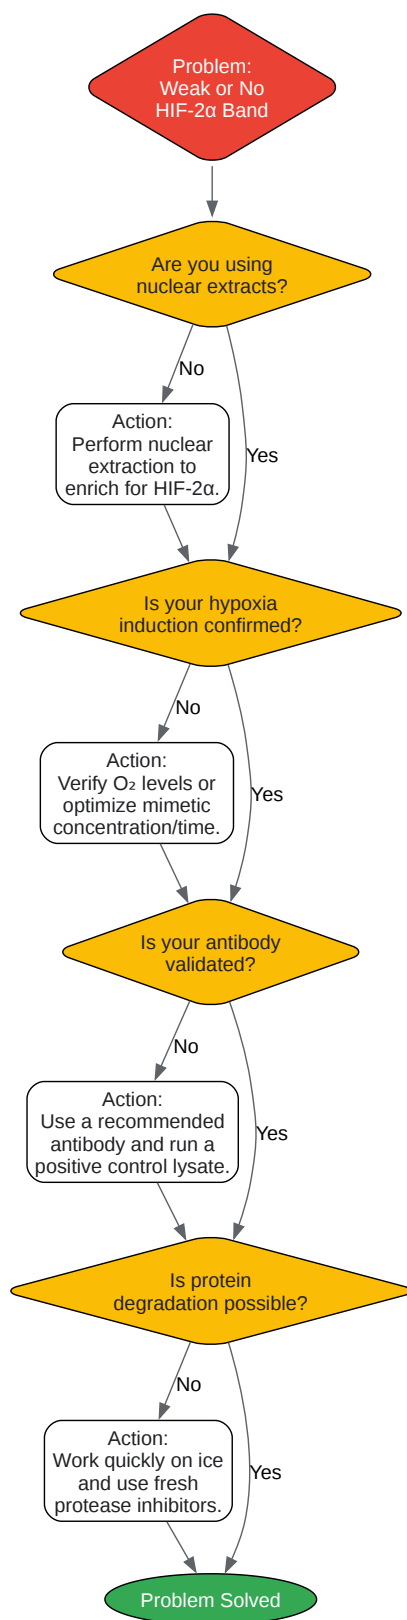 Problem:
Weak or No
HIF-2α Band
Are you using
nuclear extracts?
No
Action:
Perform nuclear
extraction to
enrich for HIF-2α.
Yes
Is your hypoxia
induction confirmed?
No
Action:
Verify O₂ levels or
optimize mimetic
concentration/time.
Yes
Is your antibody
validated?
No
Action:
Use a recommended
antibody and run a
positive control lysate.
Yes
Is protein
degradation possible?
No
Action:
Work quickly on ice
and use fresh
protease inhibitors.
Yes
Problem Solved